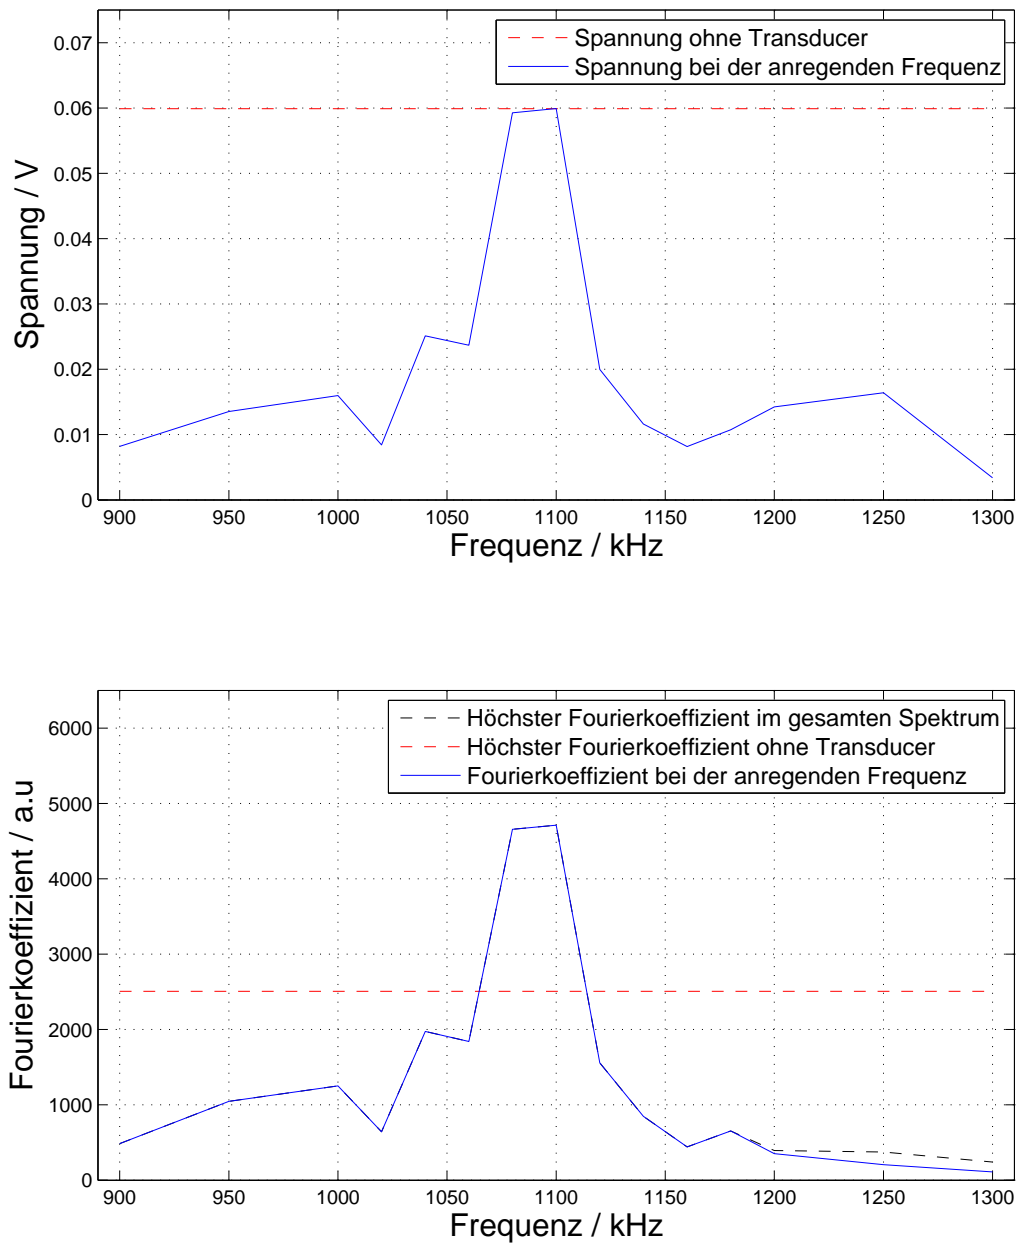 Spannung ohne Transducer
Spannung bei der anregenden Frequenz
Spannung / V
0.07
0.06
0.05
0.04
0.03
0.02
0.01
0
900 950 1000 1050 1100 1150 1200 1250 1300
Frequenz / kHz
Höchster Fourierkoeffizient im gesamten Spektrum
Höchster Fourierkoeffizient ohne Transducer
Fourierkoeffizient bei der anregenden Frequenz
Fourierkoeffizient / a.u
6000
5000
4000
3000
2000
1000
0
900 950 1000 1050 1100 1150 1200 1250 1300
Frequenz / kHz